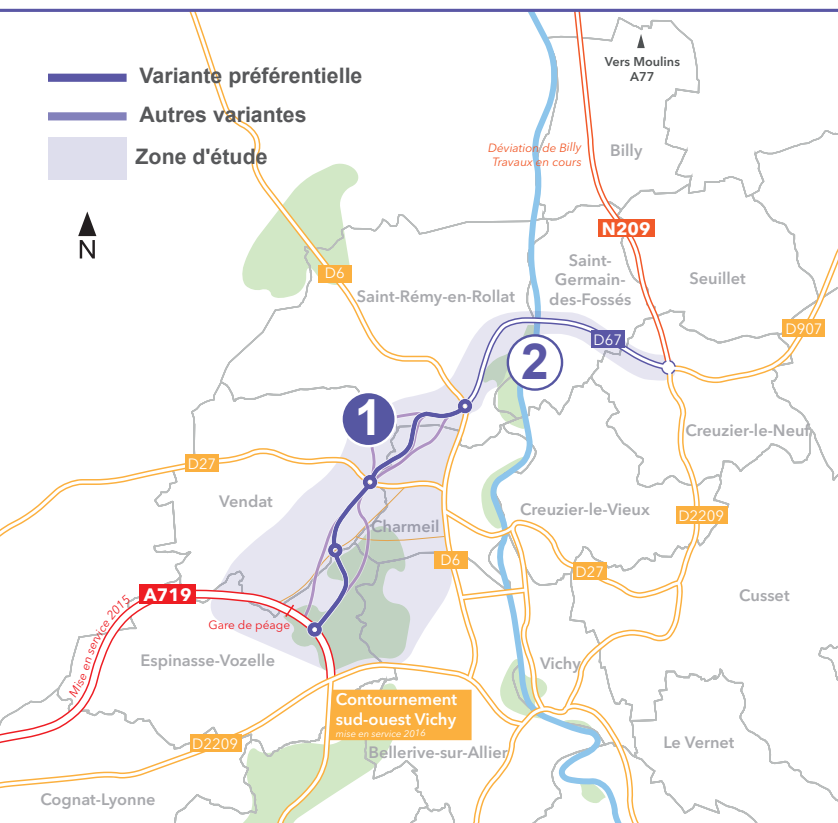 Variante préférentielle
Autres variantes
Zone d'étude
N
Vers Moulins
A77
Déviation de Billy
Travaux en cours
Billy
N209
Saint-
Germain-
des-Fossés
Seuillet
D6
Saint-Rémy-en-Rollat
D907
D67
2
1
Creuzier-le-Neuf
D27
Vendat
Charmeil
Creuzier-le-Vieux
D2209
D6
D27
A719
Cusset
Mise en service 2015
Gare de péage
Espinasse-Vozelle
Vichy
Contournement
sud-ouest Vichy
mise en service 2016
D2209
Bellerive-sur-Allier
Le Vernet
Cognat-Lyonne